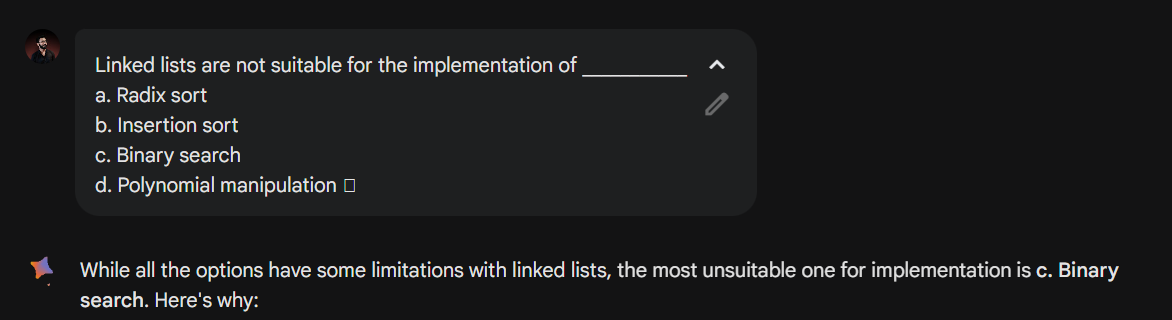 Linked lists are not suitable for the implementation of __________
a. Radix sort
b. Insertion sort
c. Binary search
d. Polynomial manipulation □
While all the options have some limitations with linked lists, the most unsuitable one for implementation is c. Binary
search. Here's why: